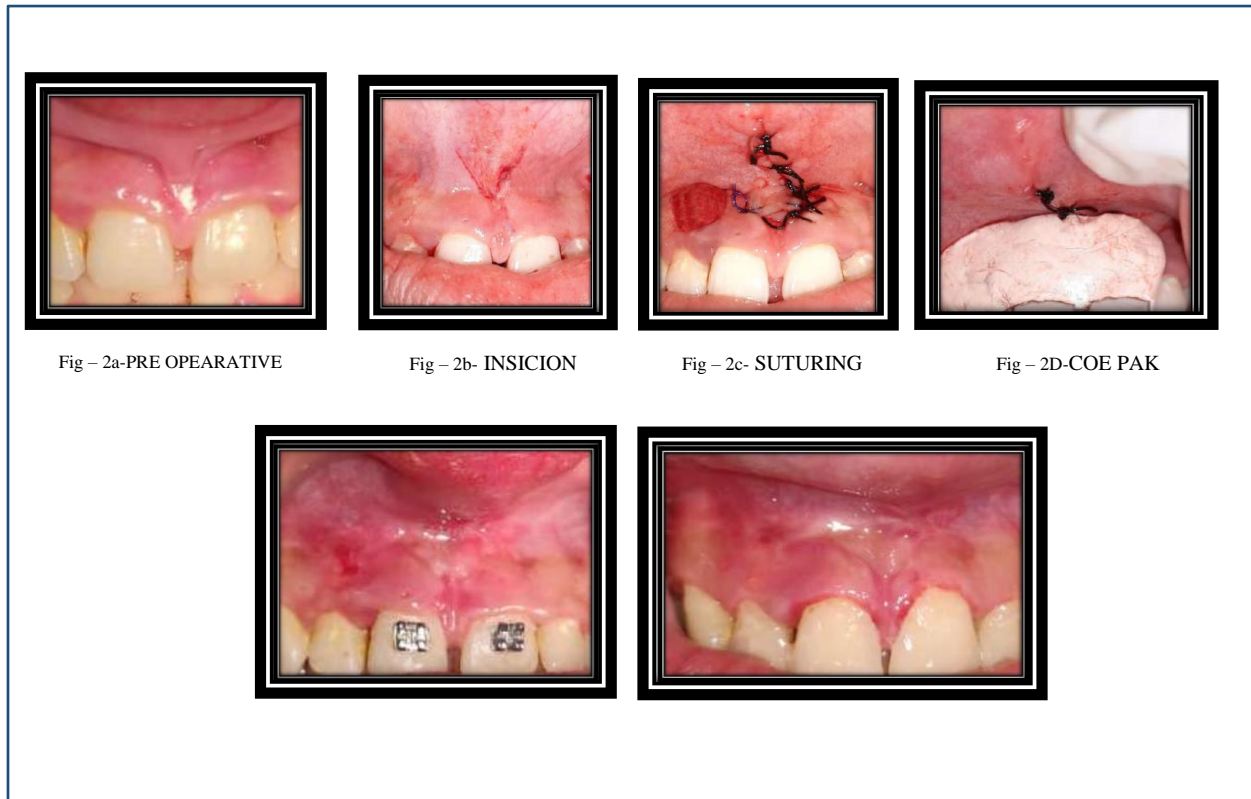 Fig – 2a-PRE OPEARATIVE
Fig – 2b- INSICION
Fig – 2c- SUTURING
Fig – 2D-COE PAK